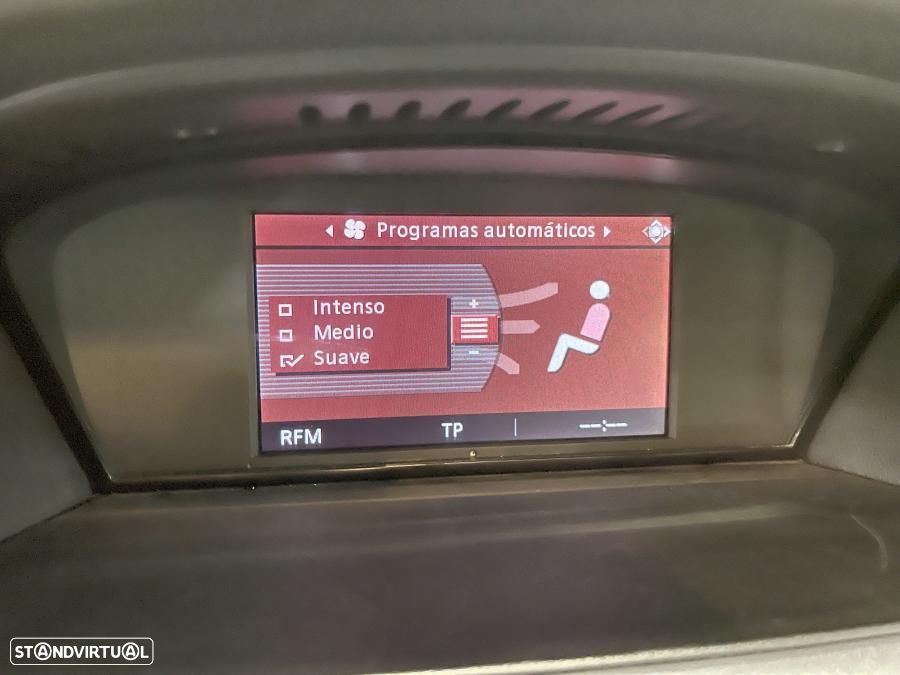 Programas automáticos
Intenso
Medio
Suave
+
-
RFM TP --:--
STANDVIRTUAL